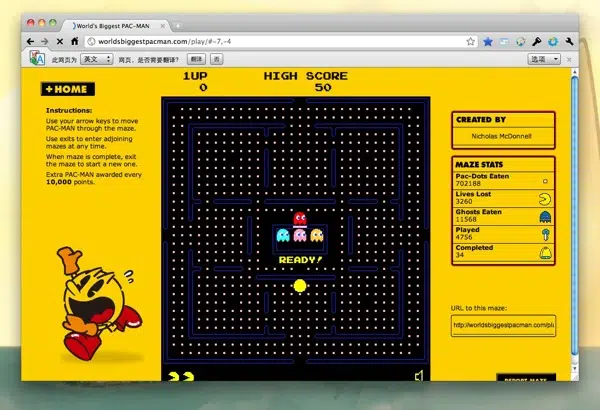 World's Biggest PAC-MAN
worldsbiggestpacman.com/play/#-7,-4
此网页为 英文 网页，是否需要翻译? 翻译 否 选项
1UP HIGH SCORE
0 50
+HOME
Instructions:
Use your arrow keys to move
PAC-MAN through the maze.
Use exits to enter adjoining
mazes at any time.
When maze is complete, exit
the maze to start a new one.
Extra PAC-MAN awarded every
10,000 points.
READY!
CREATED BY
Nicholas McDonnell
MAZE STATS
Pac-Dots Eaten
702188
Lives Lost
3260
Ghosts Eaten
11568
Played
4756
Completed
34
URL to this maze:
http://worldsbiggestpacman.com/pl
REPORT MAZE